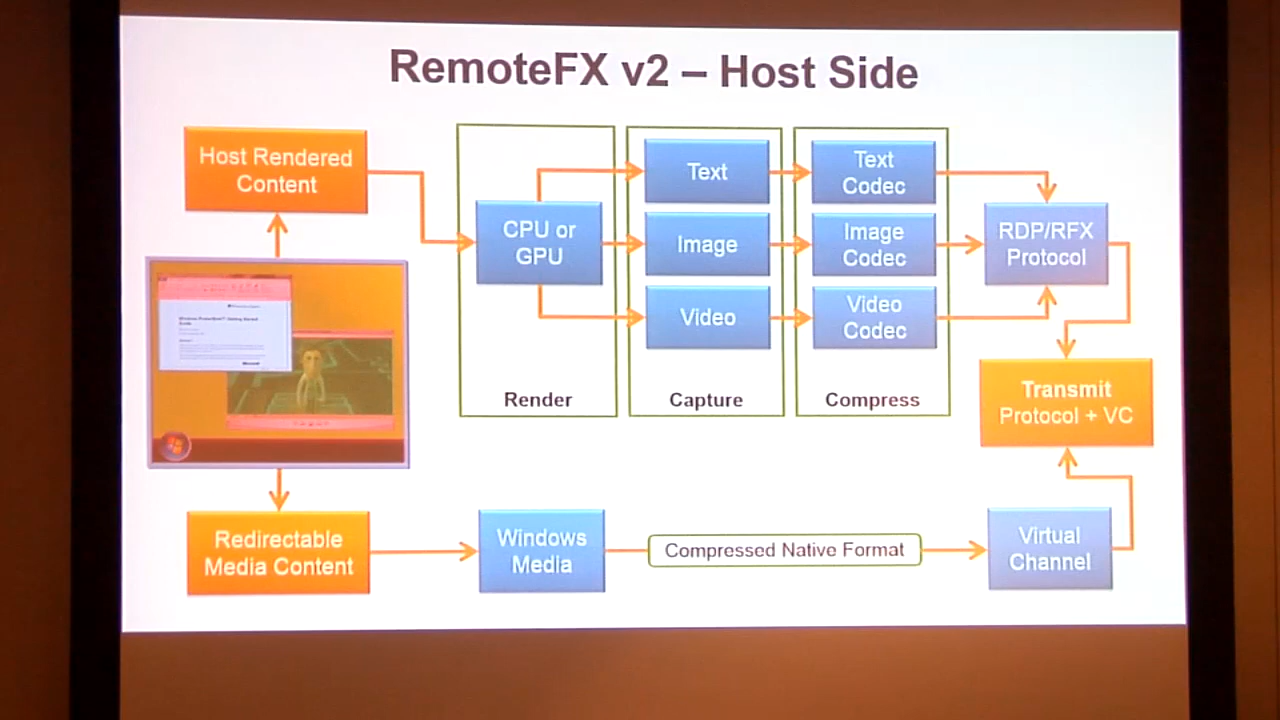 RemoteFX v2 – Host Side
Host Rendered
Content
CPU or
GPU
Render
Text
Image
Video
Capture
Text
Codec
Image
Codec
Video
Codec
Compress
RDP/RFX
Protocol
Transmit
Protocol + VC
Redirectable
Media Content
Windows
Media
Compressed Native Format
Virtual
Channel